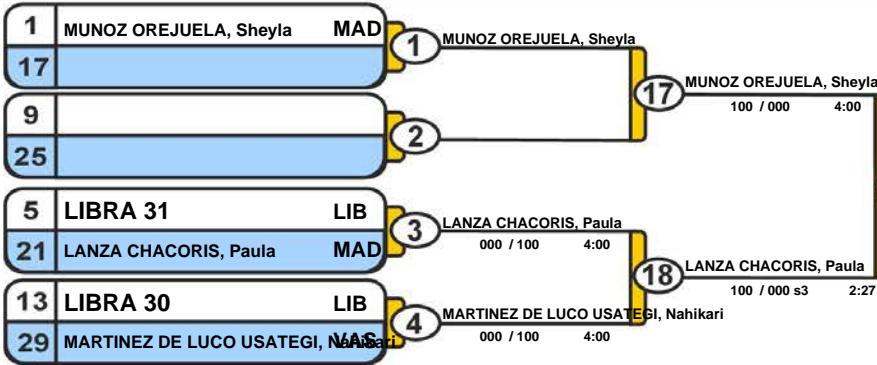 1 MUNOZ OREJUELA, Sheyla MAD
17
1 MUNOZ OREJUELA, Sheyla
9
25
2
17 MUNOZ OREJUELA, Sheyla
100 / 000 4:00
5 LIBRA 31 LIB
21 LANZA CHACORIS, Paula MAD
3 LANZA CHACORIS, Paula
000 / 100 4:00
13 LIBRA 30 LIB
29 MARTINEZ DE LUCO USATEGI, Nahikari VAS
4 MARTINEZ DE LUCO USATEGI, Nahikari
000 / 100 4:00
18 LANZA CHACORIS, Paula
100 / 000 s3 2:27